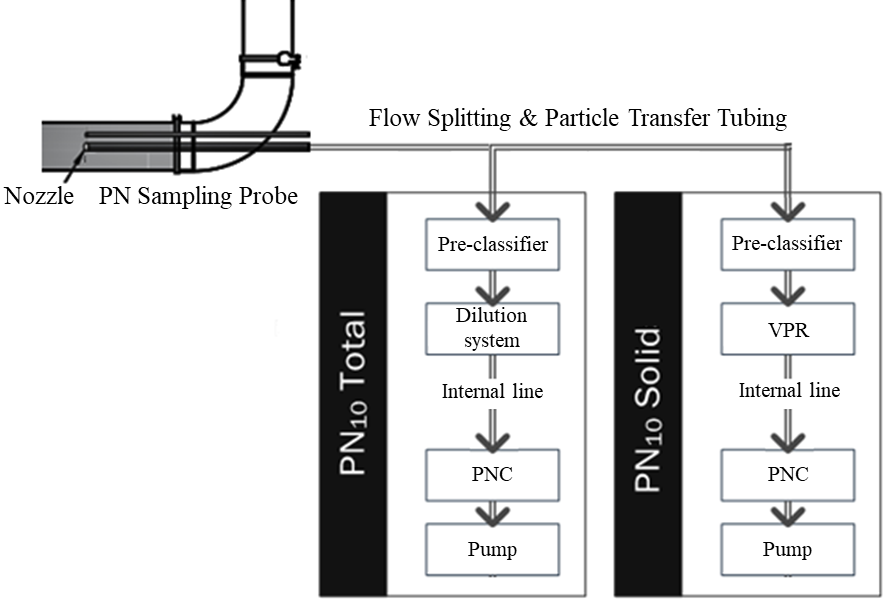 Flow Splitting & Particle Transfer Tubing
Nozzle
PN Sampling Probe
PN10 Total
Pre-classifier
Dilution
system
Internal line
PNC
Pump
PN10 Solid
Pre-classifier
VPR
Internal line
PNC
Pump